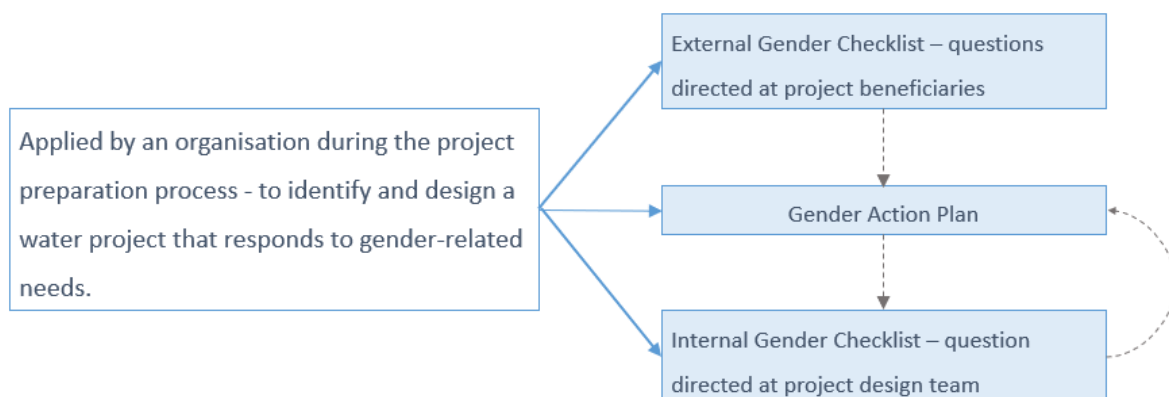 Applied by an organisation during the project
preparation process - to identify and design a
water project that responds to gender-related
needs.
External Gender Checklist – questions
directed at project beneficiaries
Gender Action Plan
Internal Gender Checklist – question
directed at project design team